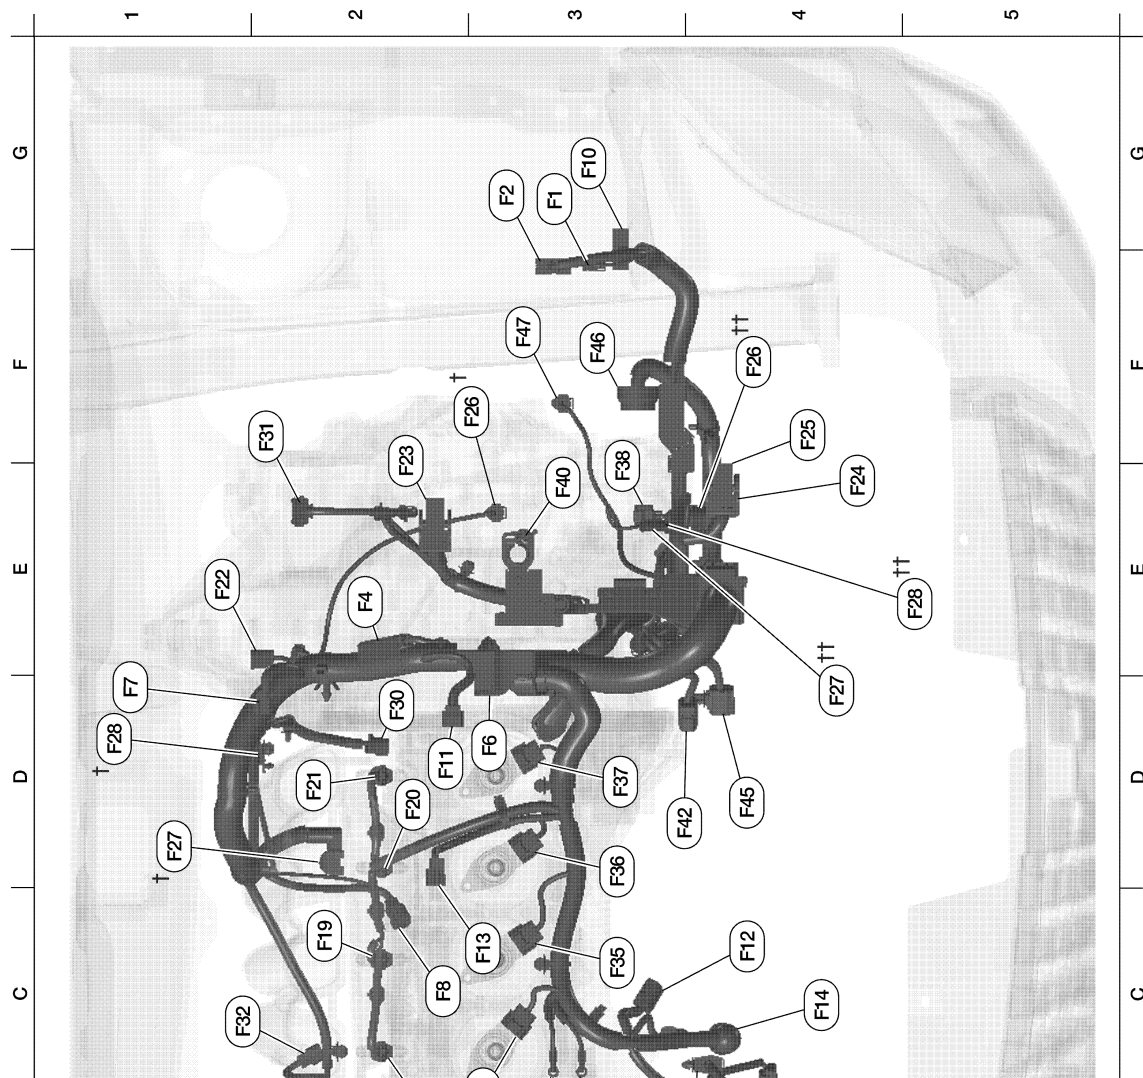 1 2 3 4 5
G G
F10
F2
F1
F47
††
F F
F46
F26
†
F26
F31
F25
F23
F38
F40
F24
††
E E
F22
F4
F28
††
F27
F7
F30
F28
F6
F11
†
D D
F21
F37
F20
F45
F42
F27
F36
†
F19
F13
F12
F35
F8
C C
F14
F32